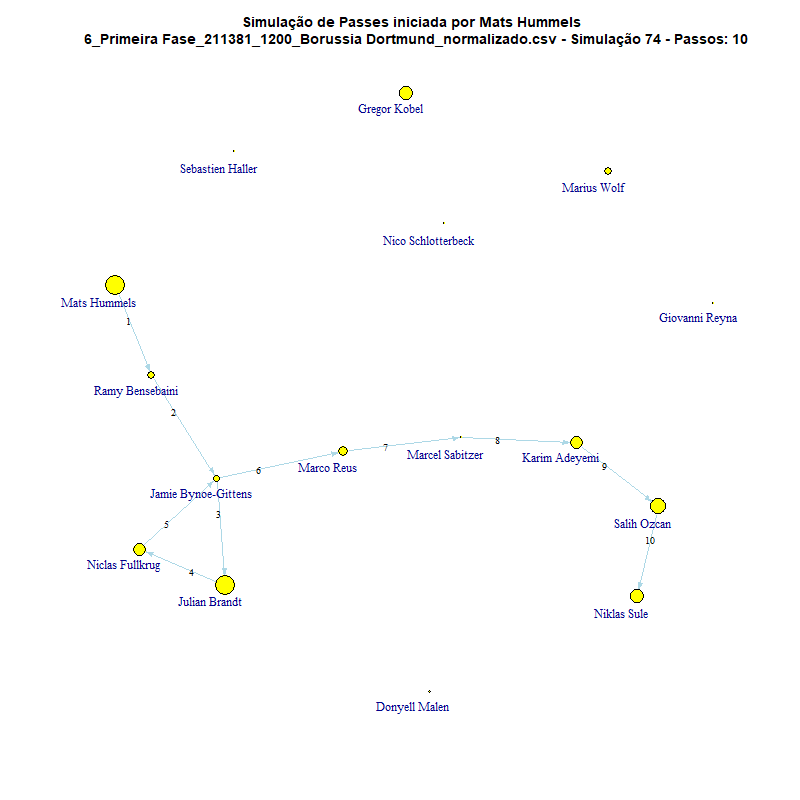 Simulação de Passes iniciada por Mats Hummels
6_Primeira Fase_211381_1200_Borussia Dortmund_normalizado.csv - Simulação 74 - Passos: 10
Gregor Kobel
Sebastien Haller
Marius Wolf
Nico Schlotterbeck
Mats Hummels
Giovanni Reyna
1
Ramy Bensebaini
2
8
7
Marcel Sabitzer
Karim Adeyemi
Marco Reus
9
6
Jamie Bynoe-Gittens
3
5
Salih Ozcan
10
Niclas Fullkrug
4
Julian Brandt
Niklas Sule
Donyell Malen